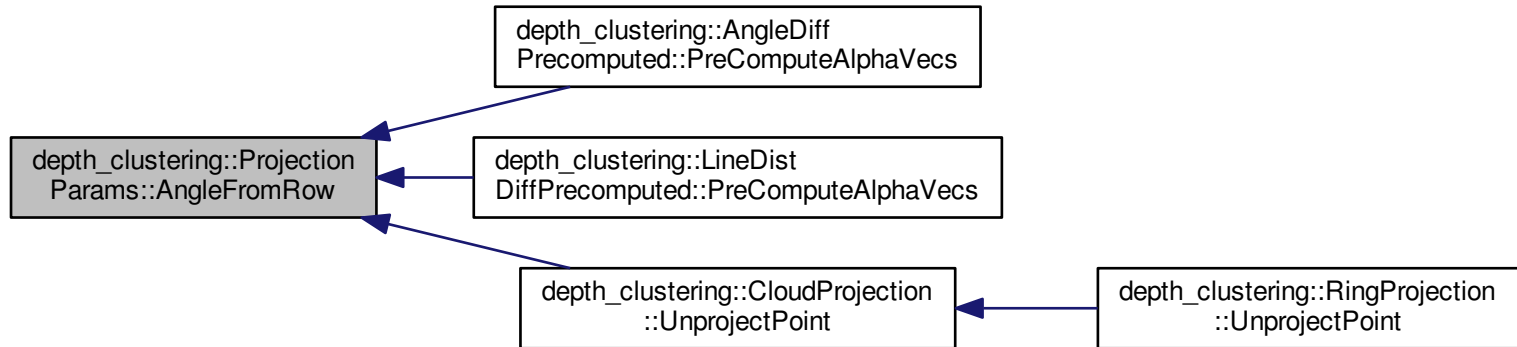 depth_clustering::AngleDiff
Precomputed::PreComputeAlphaVecs
depth_clustering::Projection
Params::AngleFromRow
depth_clustering::LineDist
DiffPrecomputed::PreComputeAlphaVecs
depth_clustering::CloudProjection
::UnprojectPoint
depth_clustering::RingProjection
::UnprojectPoint